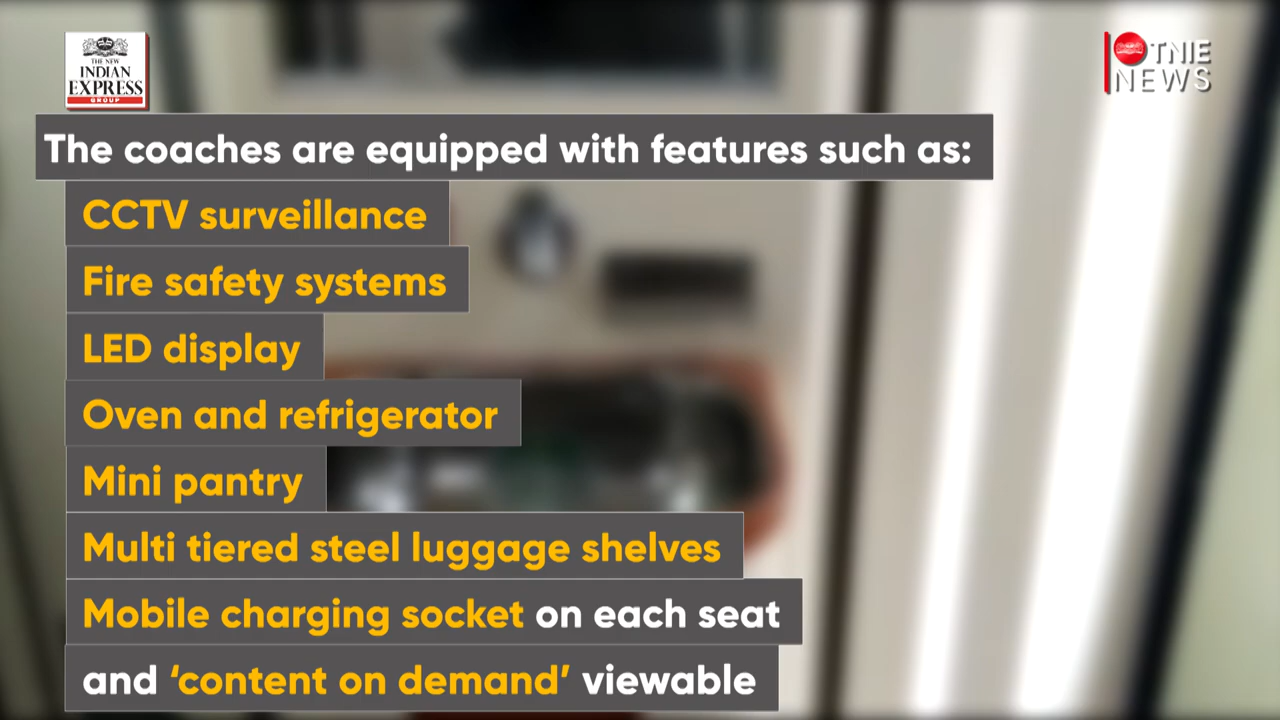 THE NEW
INDIAN
EXPRESS
GROUP
TNIE
NEWS
The coaches are equipped with features such as:
CCTV surveillance
Fire safety systems
LED display
Oven and refrigerator
Mini pantry
Multi tiered steel luggage shelves
Mobile charging socket on each seat
and ‘content on demand’ viewable